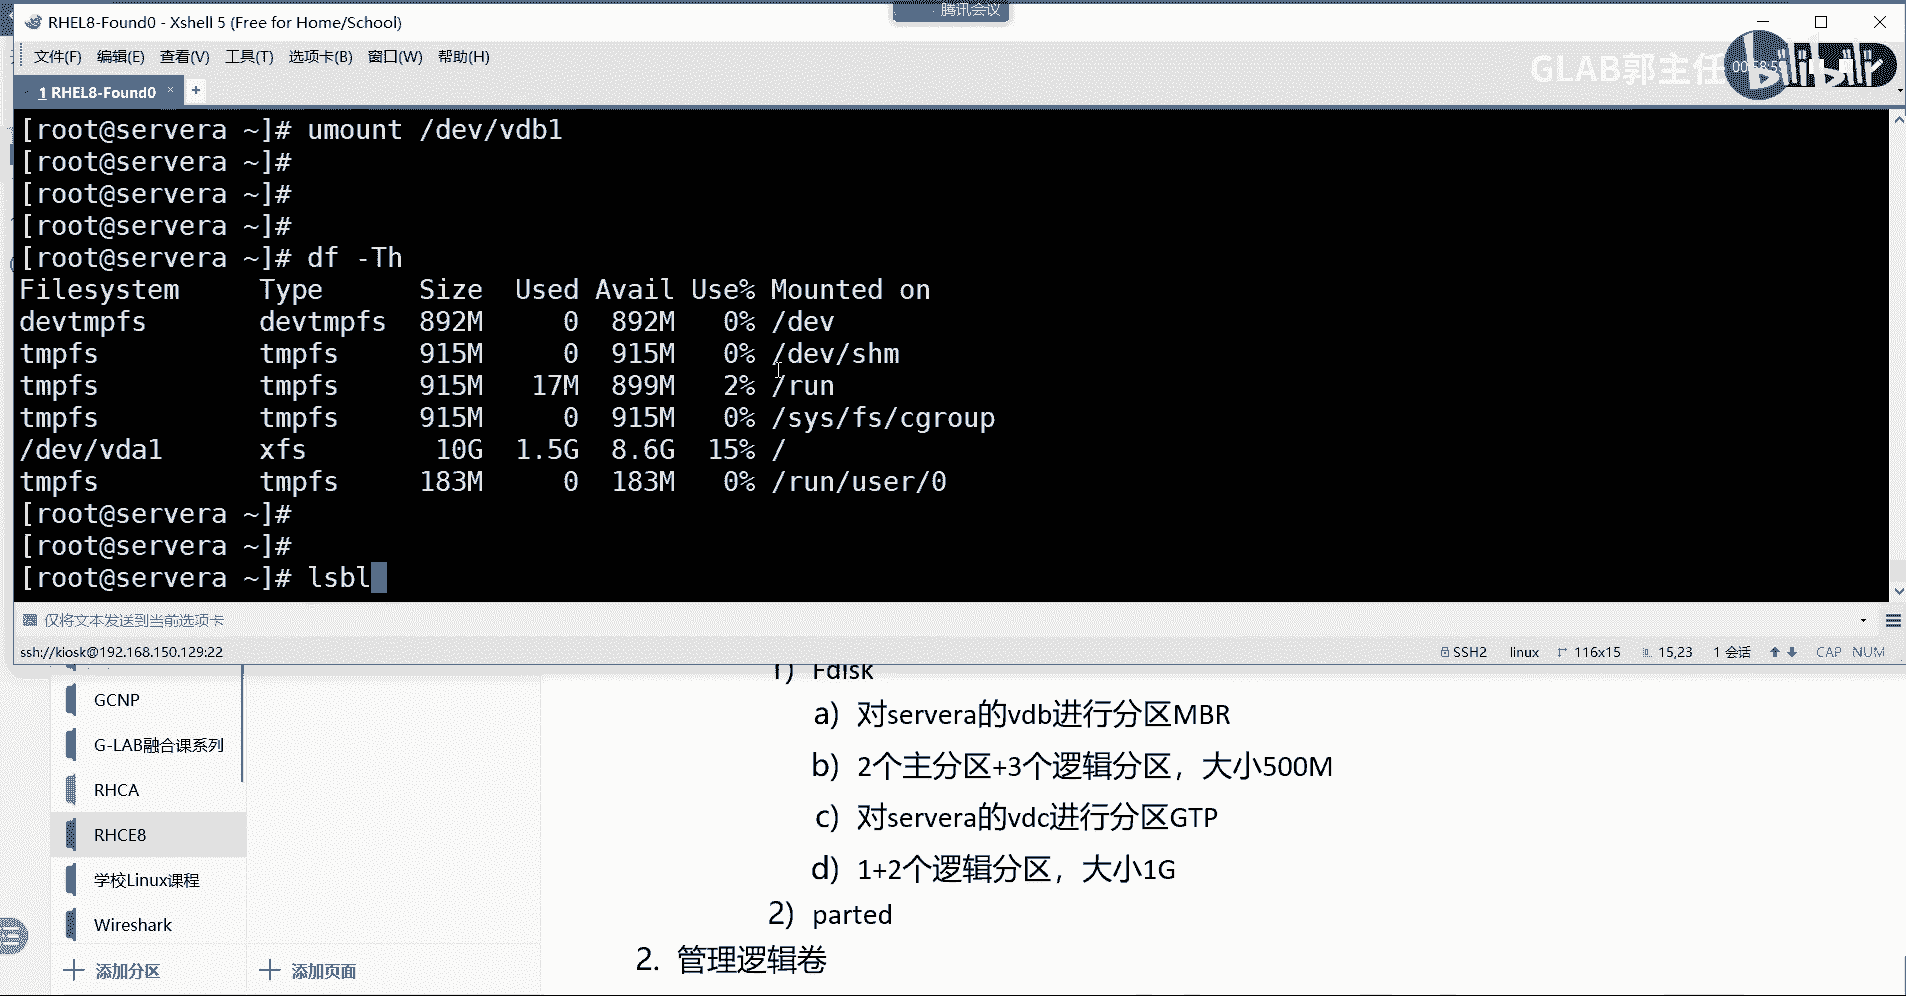 腾讯会议
RHEL8-Found0 - Xshell 5 (Free for Home/School)
文件(F) 编辑(E) 查看(V) 工具(T) 选项卡(B) 窗口(W) 帮助(H)
GLAB郭主任
bilibili
1 RHEL8-Found0 × +
[root@servera ~]# umount /dev/vdb1
[root@servera ~]#
[root@servera ~]#
[root@servera ~]#
[root@servera ~]# df -Th
Filesystem Type Size Used Avail Use% Mounted on
devtmpfs devtmpfs 892M 0 892M 0% /dev
tmpfs tmpfs 915M 0 915M 0% /dev/shm
tmpfs tmpfs 915M 17M 899M 2% /run
tmpfs tmpfs 915M 0 915M 0% /sys/fs/cgroup
/dev/vda1 xfs 10G 1.5G 8.6G 15% /
tmpfs tmpfs 183M 0 183M 0% /run/user/0
[root@servera ~]#
[root@servera ~]#
[root@servera ~]# lsbl
仅将文本发送到当前选项卡
ssh://kiosk@192.168.150.129:22 SSH2 linux 116x15 15,23 1 会话 CAP NUM
GCNP
G-LAB融合课系列
RHCA
RHCE8
学校Linux课程
Wireshark
添加分区 添加页面
1) Fdisk
a) 对servera的vdb进行分区MBR
b) 2个主分区+3个逻辑分区，大小500M
c) 对servera的vdc进行分区GTP
d) 1+2个逻辑分区，大小1G
2) parted
2. 管理逻辑卷